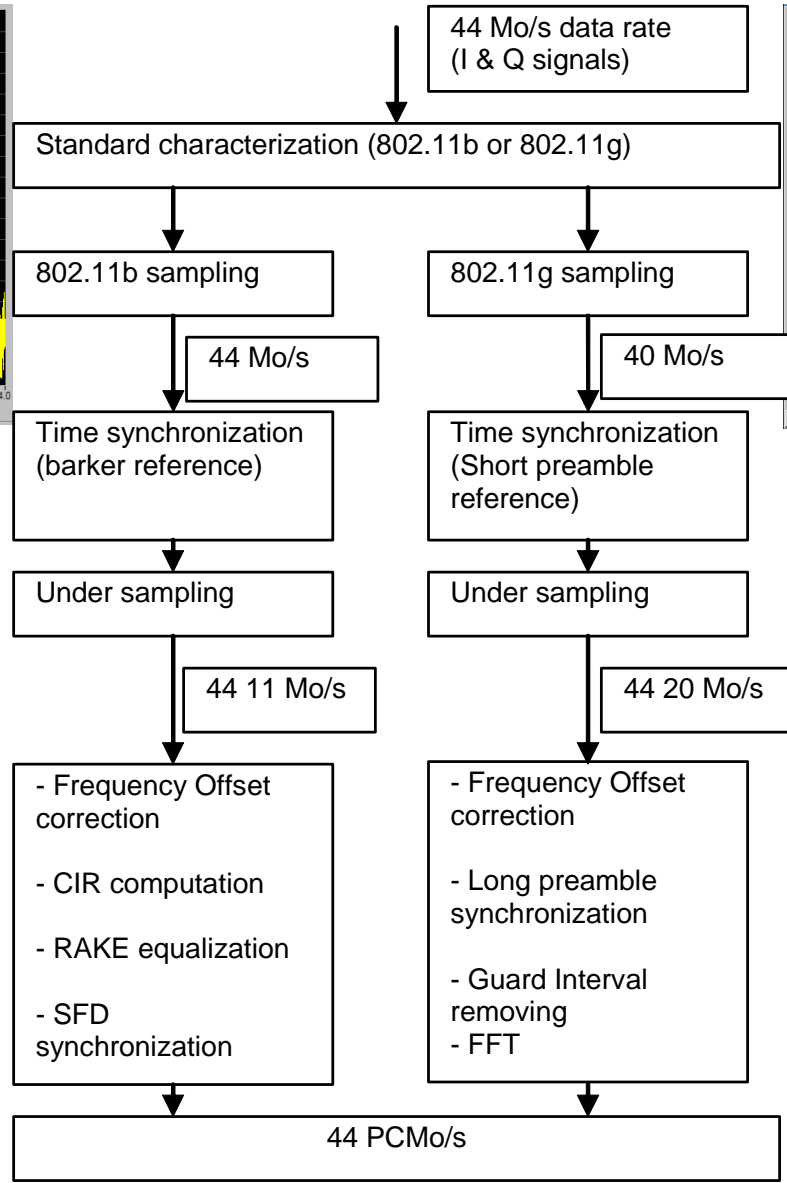 44 Mo/s data rate
(I & Q signals)
Standard characterization (802.11b or 802.11g)
802.11b sampling
802.11g sampling
44 Mo/s
40 Mo/s
4.0
Time synchronization
(barker reference)
Time synchronization
(Short preamble
reference)
Under sampling
Under sampling
44 11 Mo/s
44 20 Mo/s
- Frequency Offset
correction
- CIR computation
- RAKE equalization
- SFD
synchronization
- Frequency Offset
correction
- Long preamble
synchronization
- Guard Interval
removing
- FFT
44 PCMo/s